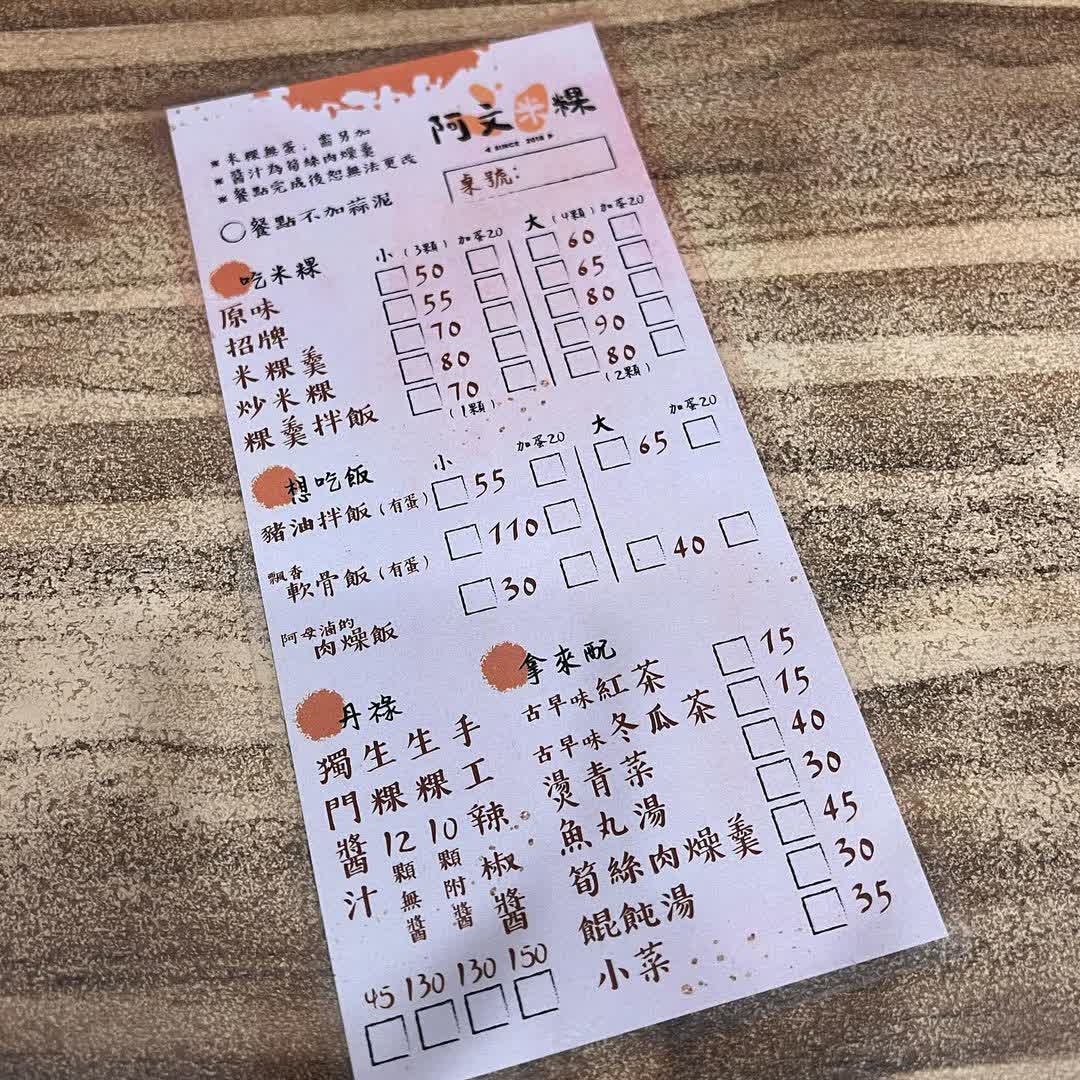 阿文米粿
SINCE 2018
※米粿無蛋，需另加
※醬汁為筍絲肉燥羹
※餐點完成後恕無法更改
桌號：
餐點不加蒜泥
吃米粿 小（3顆）加蛋20 大（4顆）加蛋20
原味 50 60
招牌 55 65
米粿羹 70 80
炒米粿 80 90
粿羹拌飯 70 80
（1顆） （2顆）
想吃飯 小 加蛋20 大 加蛋20
豬油拌飯（有蛋） 55 65
飄香軟骨飯（有蛋） 110
阿母滷的肉燥飯 30 40
丹祿
手工辣椒醬 150
生粿10顆附醬 130
生粿12顆無醬 130
獨門醬汁 45
拿來配
古早味紅茶 15
古早味冬瓜茶 15
燙青菜 40
魚丸湯 30
筍絲肉燥羹 45
餛飩湯 30
小菜 35